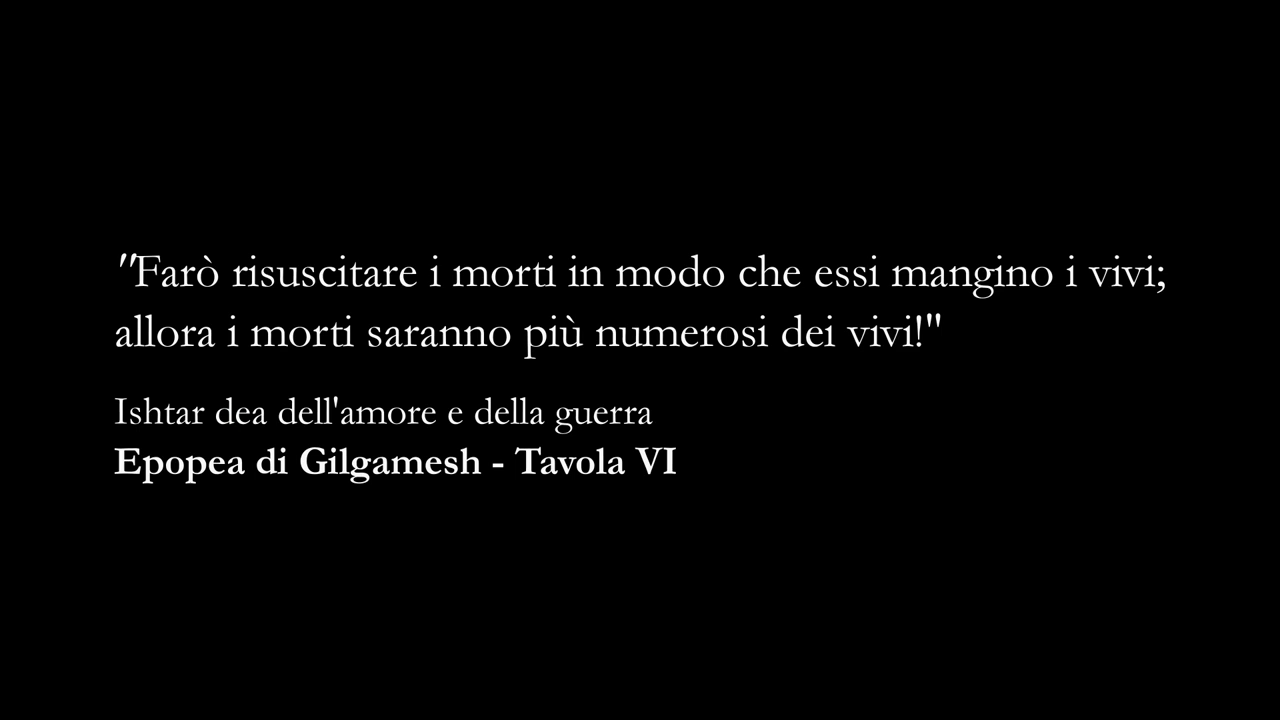 "Farò risuscitare i morti in modo che essi mangino i vivi;
allora i morti saranno più numerosi dei vivi!"
Ishtar dea dell'amore e della guerra
Epopea di Gilgamesh - Tavola VI